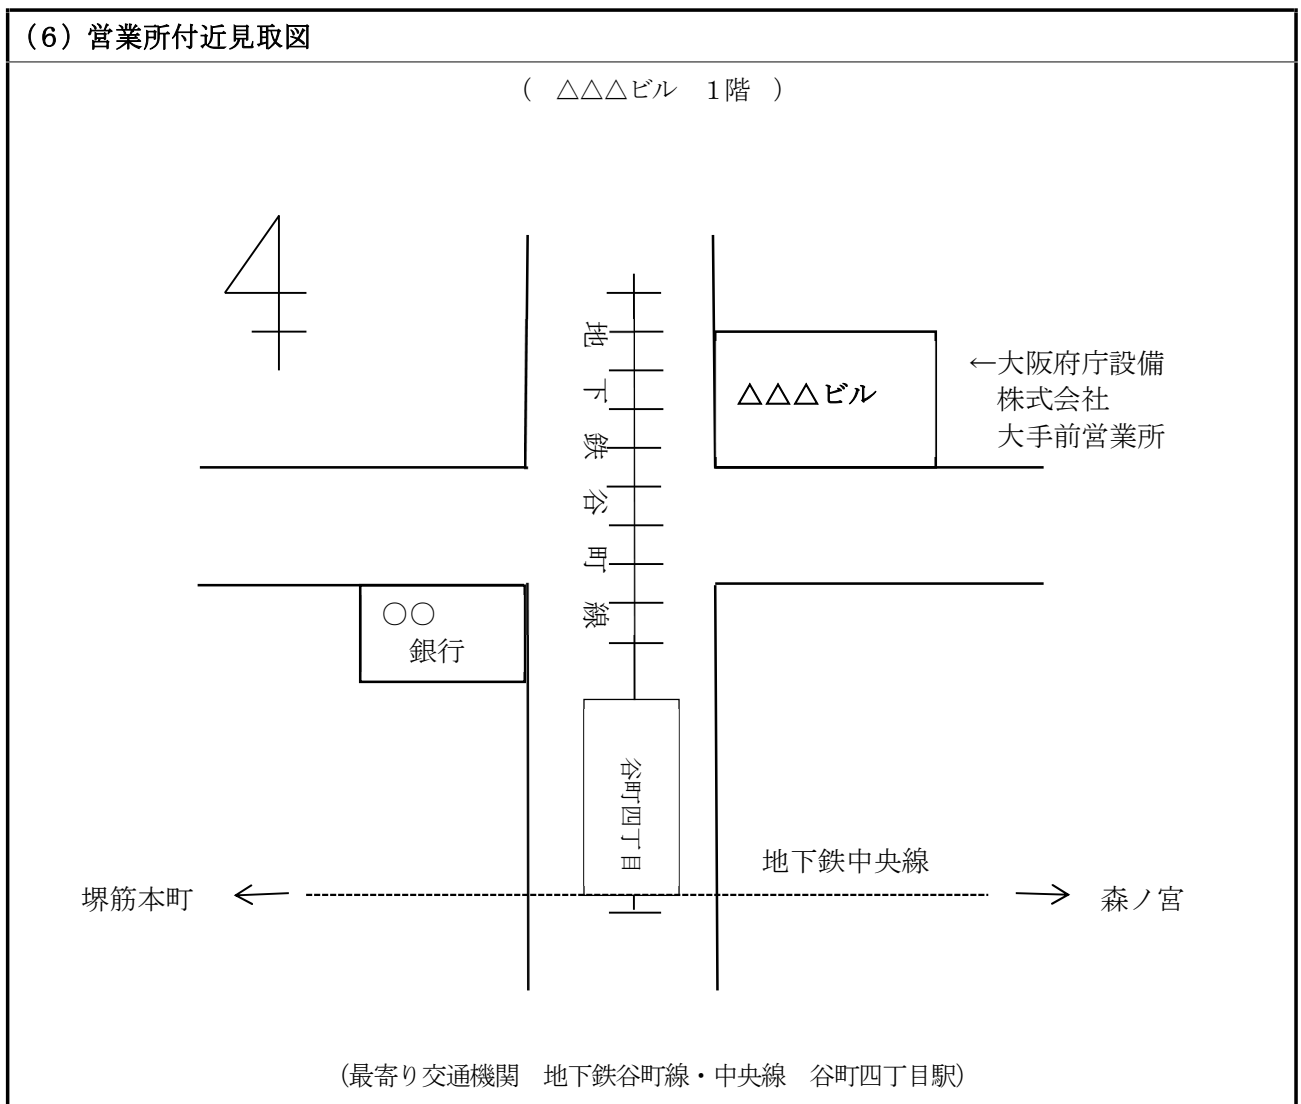 （6）営業所付近見取図
（　△△△ビル　１階　）
地下鉄谷町線
△△△ビル
←大阪府庁設備
株式会社
大手前営業所
○○
銀行
谷町四丁目
地下鉄中央線
堺筋本町
森ノ宮
（最寄り交通機関　地下鉄谷町線・中央線　谷町四丁目駅）